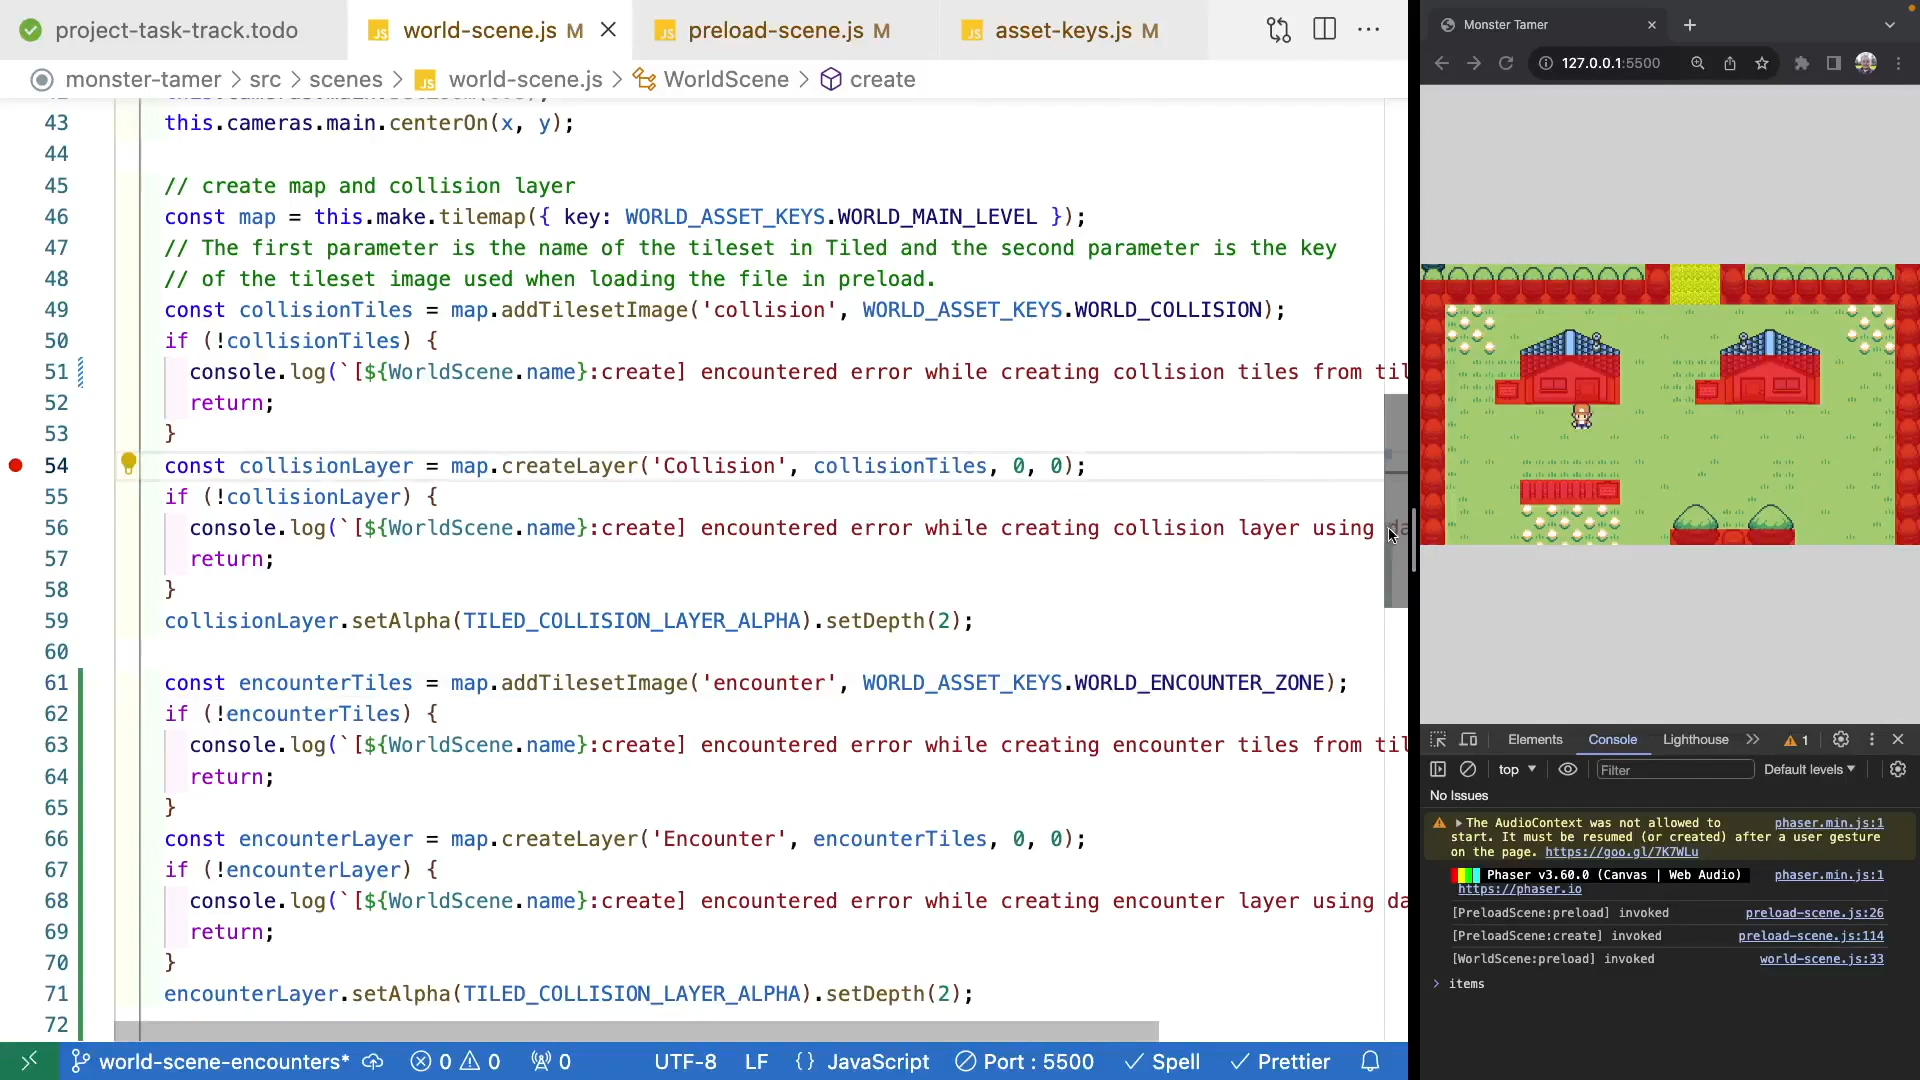 project-task-track.todo
JS world-scene.js M
JS preload-scene.js M
JS asset-keys.js M
monster-tamer > src > scenes > JS world-scene.js > WorldScene > create
43 this.cameras.main.centerOn(x, y);
44
45 // create map and collision layer
46 const map = this.make.tilemap({ key: WORLD_ASSET_KEYS.WORLD_MAIN_LEVEL });
47 // The first parameter is the name of the tileset in Tiled and the second parameter is the key
48 // of the tileset image used when loading the file in preload.
49 const collisionTiles = map.addTilesetImage('collision', WORLD_ASSET_KEYS.WORLD_COLLISION);
50 if (!collisionTiles) {
51 console.log(`[${WorldScene.name}:create] encountered error while creating collision tiles from til
52 return;
53 }
54 const collisionLayer = map.createLayer('Collision', collisionTiles, 0, 0);
55 if (!collisionLayer) {
56 console.log(`[${WorldScene.name}:create] encountered error while creating collision layer using da
57 return;
58 }
59 collisionLayer.setAlpha(TILED_COLLISION_LAYER_ALPHA).setDepth(2);
60
61 const encounterTiles = map.addTilesetImage('encounter', WORLD_ASSET_KEYS.WORLD_ENCOUNTER_ZONE);
62 if (!encounterTiles) {
63 console.log(`[${WorldScene.name}:create] encountered error while creating encounter tiles from til
64 return;
65 }
66 const encounterLayer = map.createLayer('Encounter', encounterTiles, 0, 0);
67 if (!encounterLayer) {
68 console.log(`[${WorldScene.name}:create] encountered error while creating encounter layer using da
69 return;
70 }
71 encounterLayer.setAlpha(TILED_COLLISION_LAYER_ALPHA).setDepth(2);
72
world-scene-encounters* 0 0 0 UTF-8 LF {} JavaScript Port : 5500 Spell Prettier
Monster Tamer
127.0.0.1:5500
Elements Console Lighthouse 1
top Filter Default levels
No Issues
The AudioContext was not allowed to phaser.min.js:1
start. It must be resumed (or created) after a user gesture
on the page. https://goo.gl/7K7WLu
Phaser v3.60.0 (Canvas | Web Audio) phaser.min.js:1
https://phaser.io
[PreloadScene:preload] invoked preload-scene.js:26
[PreloadScene:create] invoked preload-scene.js:114
[WorldScene:preload] invoked world-scene.js:33
> items